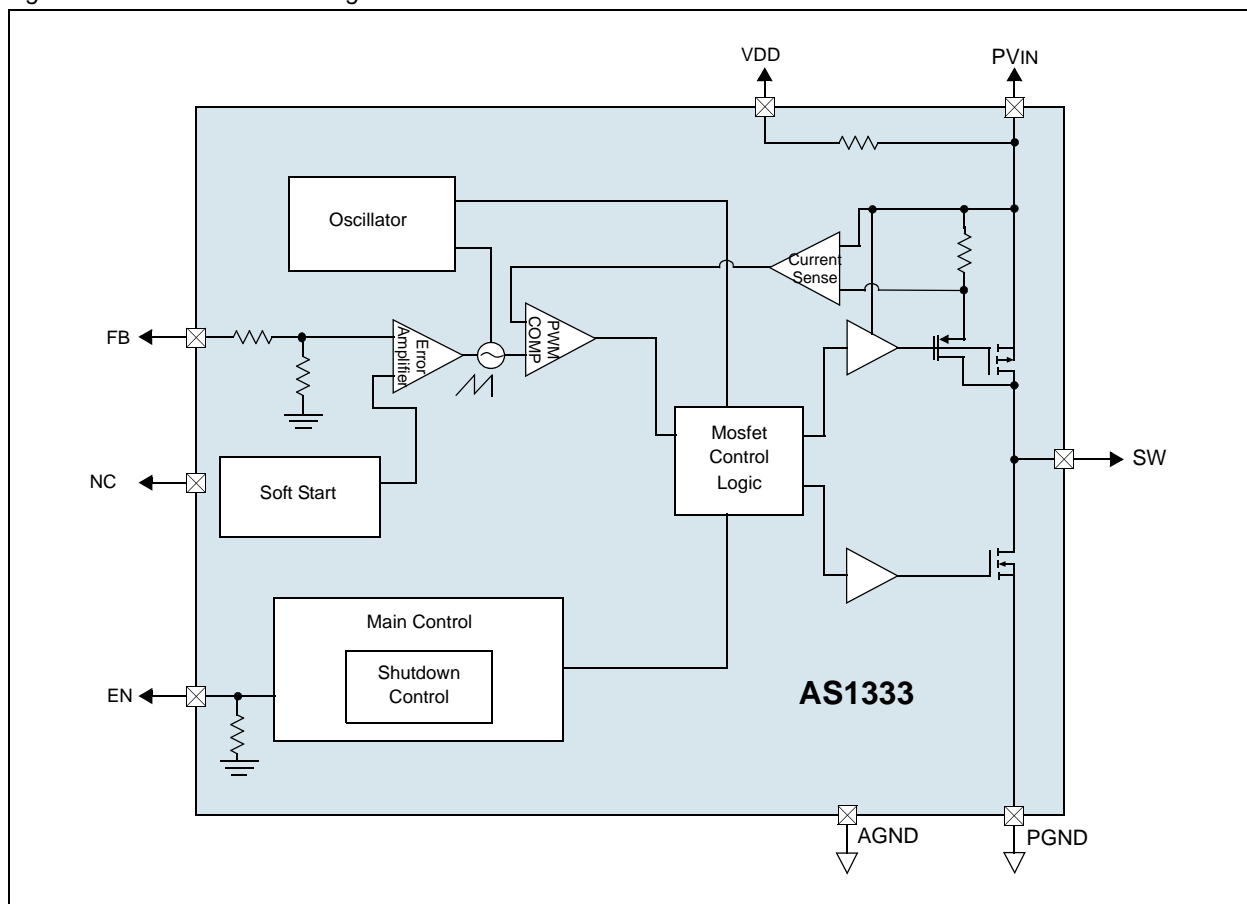 VDD
PVIN
Oscillator
Current
Sense
FB
Error
Amplifier
PWM
COMP
Mosfet
Control
Logic
SW
NC
Soft Start
Main Control
Shutdown
Control
EN
AS1333
AGND
PGND